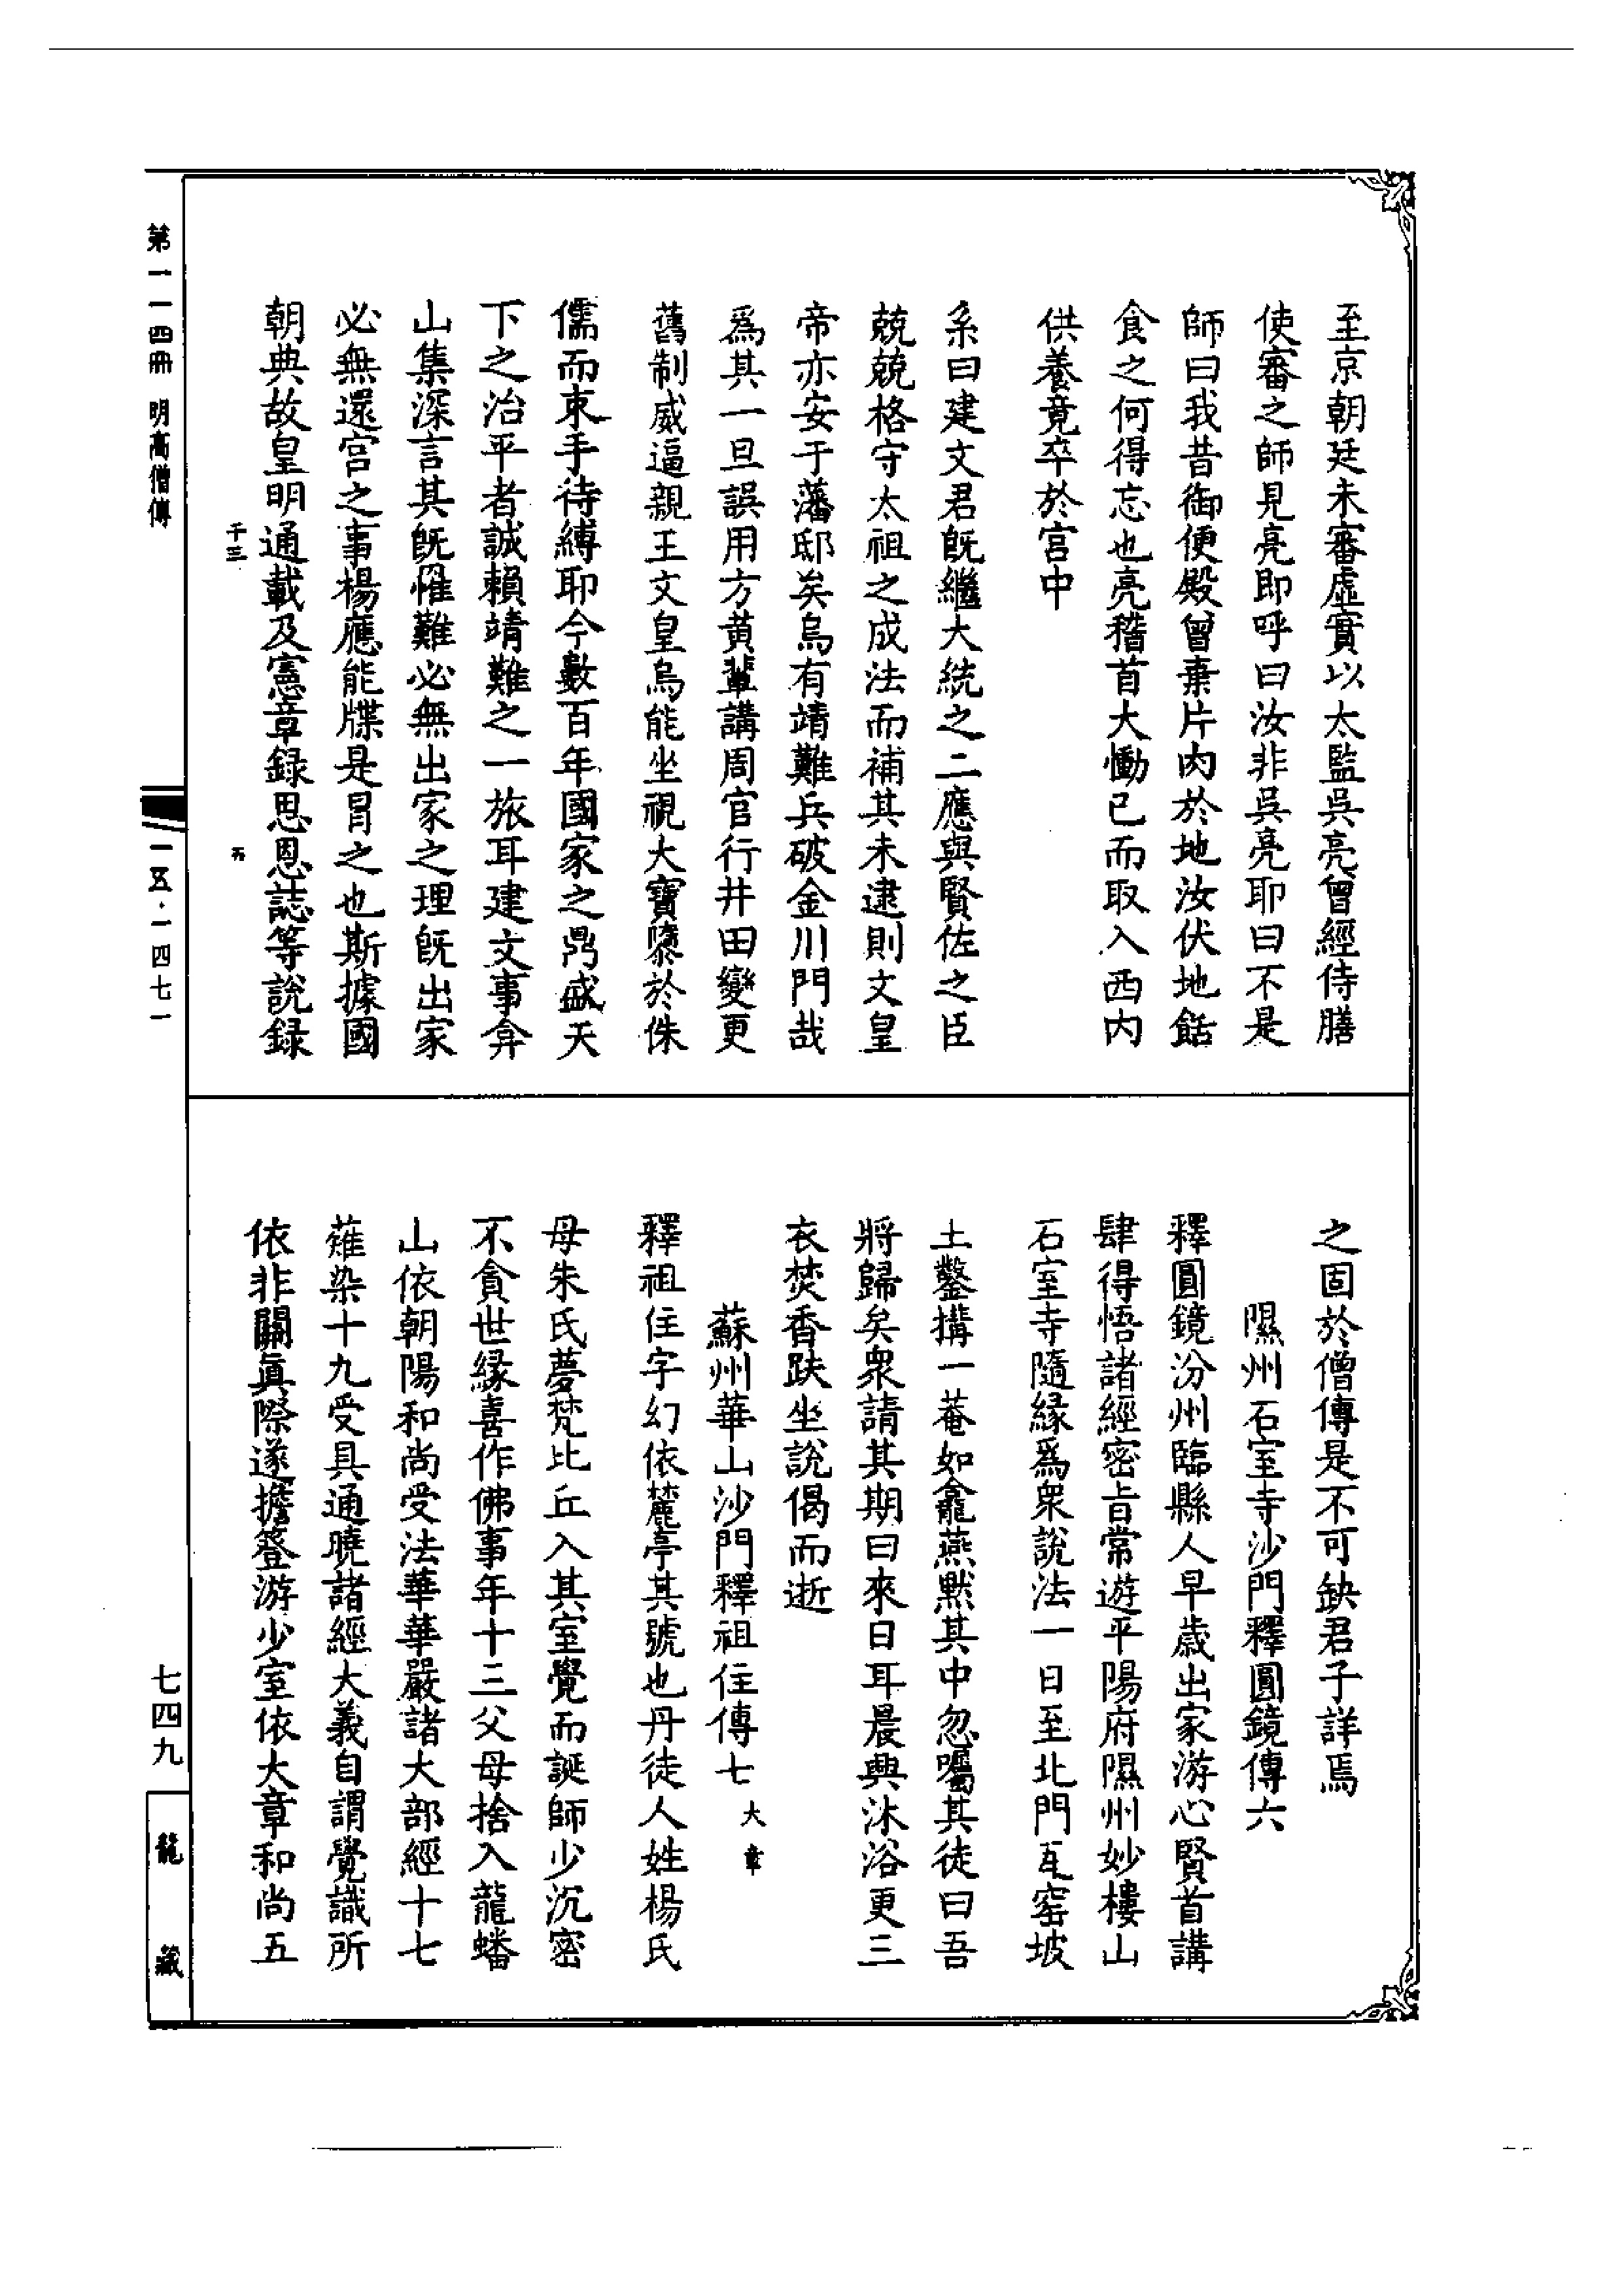 至京朝廷未審虛實以太監吳亮曾經侍膳
使審之師見亮即呼曰汝非吳亮耶曰不是
師曰我昔御便殿曾棄片肉於地汝伏地餂
食之何得忘也亮稽首大慟已而取入西内
供養竟卒於宫中
系曰建文君旣繼大統之二應與賢佐之臣
兢兢格守太祖之成法而補其未逮則文皇
帝亦安于藩邸矣烏有靖難兵破金川門哉
爲其一旦誤用方黃輩講周官行井田變更
舊制威逼親王文皇烏能坐視大寶隳於侏
儒而束手待縛耶今數百年國家之鼎盛天
下之治平者誠賴靖難之一旅耳建文事弇
山集深言其旣罹難必無出家之理旣出家
必無還宫之事楊應能牒是冒之也斯據國
朝典故皇明通載及憲章録思恩誌等說録
之固於僧傳是不可缺君子詳焉
隰州石室寺沙門釋圓鏡傳六
釋圓鏡汾州臨縣人早歳出家游心賢首講
肆得悟諸經密旨常遊平陽府隰州妙樓山
石室寺隨緣爲衆說法一日至北門瓦窑坡
土鑿搆一菴如龕燕黙其中忽囑其徒曰吾
將歸矣衆請其期曰來日耳晨興沐浴更三
衣焚香趺坐說偈而逝
蘇州華山沙門釋祖住傳七 大章
釋祖住字幻依麓亭其號也丹徒人姓楊氏
母朱氏夢梵比丘入其室覺而誕師少沉密
不貪世緣喜作佛事年十三父母捨入龍蟠
山依朝陽和尚受法華華嚴諸大部經十七
薙染十九受具通曉諸經大義自謂覺識所
依非關眞際遂擔簦游少室依大章和尚五
第一一四冊 明高僧傳
千三
一五·一四七一
七四九
龍藏